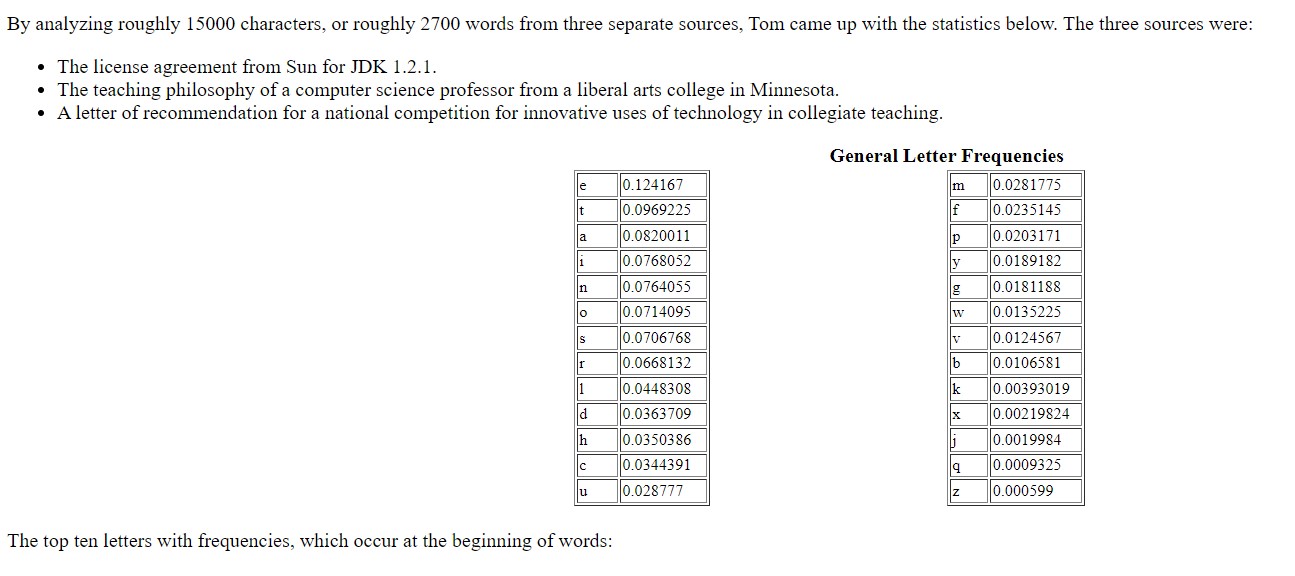 By analyzing roughly 15000 characters, or roughly 2700 words from three separate sources, Tom came up with the statistics below. The three sources were:
• The license agreement from Sun for JDK 1.2.1.
• The teaching philosophy of a computer science professor from a liberal arts college in Minnesota.
• A letter of recommendation for a national competition for innovative uses of technology in collegiate teaching.
General Letter Frequencies
e 0.124167 m 0.0281775
t 0.0969225 f 0.0235145
a 0.0820011 p 0.0203171
i 0.0768052 y 0.0189182
n 0.0764055 g 0.0181188
o 0.0714095 w 0.0135225
s 0.0706768 v 0.0124567
r 0.0668132 b 0.0106581
l 0.0448308 k 0.00393019
d 0.0363709 x 0.00219824
h 0.0350386 j 0.0019984
c 0.0344391 q 0.0009325
u 0.028777 z 0.000599
The top ten letters with frequencies, which occur at the beginning of words: